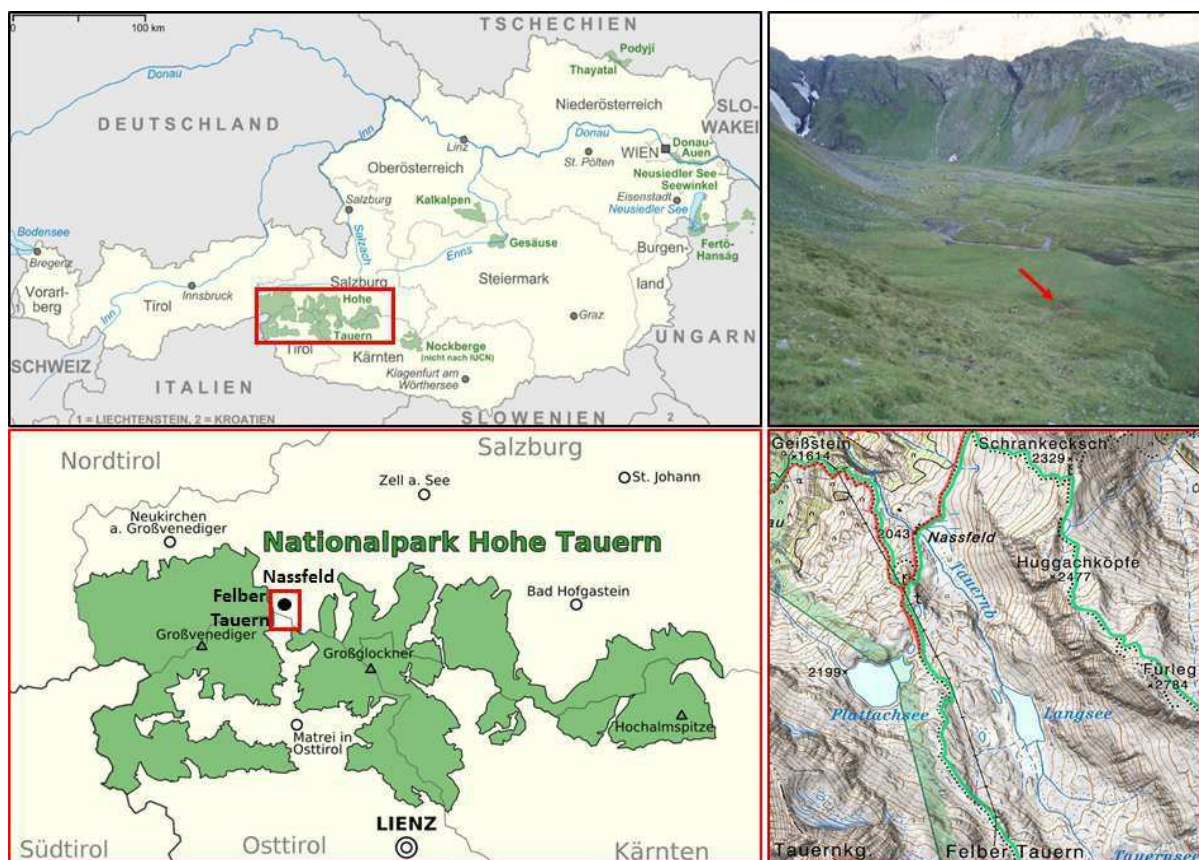 0 100 km
TSCHECHIEN
Podyjí
Thayatal
Donau
Niederösterreich
SLO-
WAKEI
DEUTSCHLAND
Inn
Linz
Donau
WIEN
Donau-
Auen
St. Pölten
Oberösterreich
Neusiedler See
Seewinkel
Eisenstadt
Neusiedler See
Salzburg
Kalkalpen
Bodensee
Bregenz
Salzach
Gesäuse
Enns
Burgen-
land
Fertö-
Hanság
Vorarl-
berg
Tirol
Innsbruck
Inn
Salzburg
Steiermark
Hohe
Tauern
Graz
UNGARN
Tirol
Kärnten
Nockberge
(nicht nach IUCN)
SCHWEIZ
ITALIEN
Klagenfurt am
Wörthersee
SLOWENIEN
1 = LIECHTENSTEIN, 2 = KROATIEN
2
Nordtirol
Salzburg
Zell a. See
St. Johann
Neukirchen
a. Großvenediger
Nationalpark Hohe Tauern
Nassfeld
Felber
Tauern
Bad Hofgastein
Großvenediger
Großglockner
Hochalmspitze
Matrei in
Osttirol
LIENZ
Südtirol
Osttirol
Kärnten
Geißstein
×1614
Schrankecksch.
2329×
2043
Nassfeld
Tauernb.
Huggachköpfe
×2477
Furleg
×2784
2199×
Plattachsee
Langsee
Tauernkg.
Felber Tauern